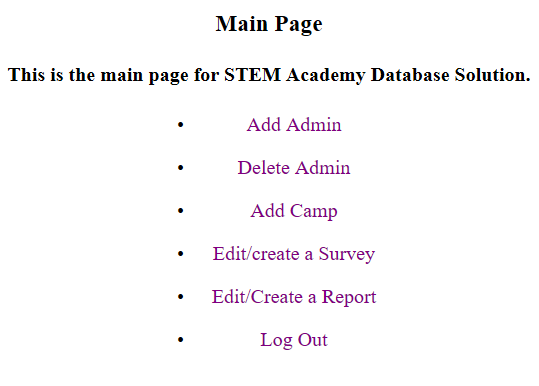 Main Page
This is the main page for STEM Academy Database Solution.
• Add Admin
• Delete Admin
• Add Camp
• Edit/create a Survey
• Edit/Create a Report
• Log Out